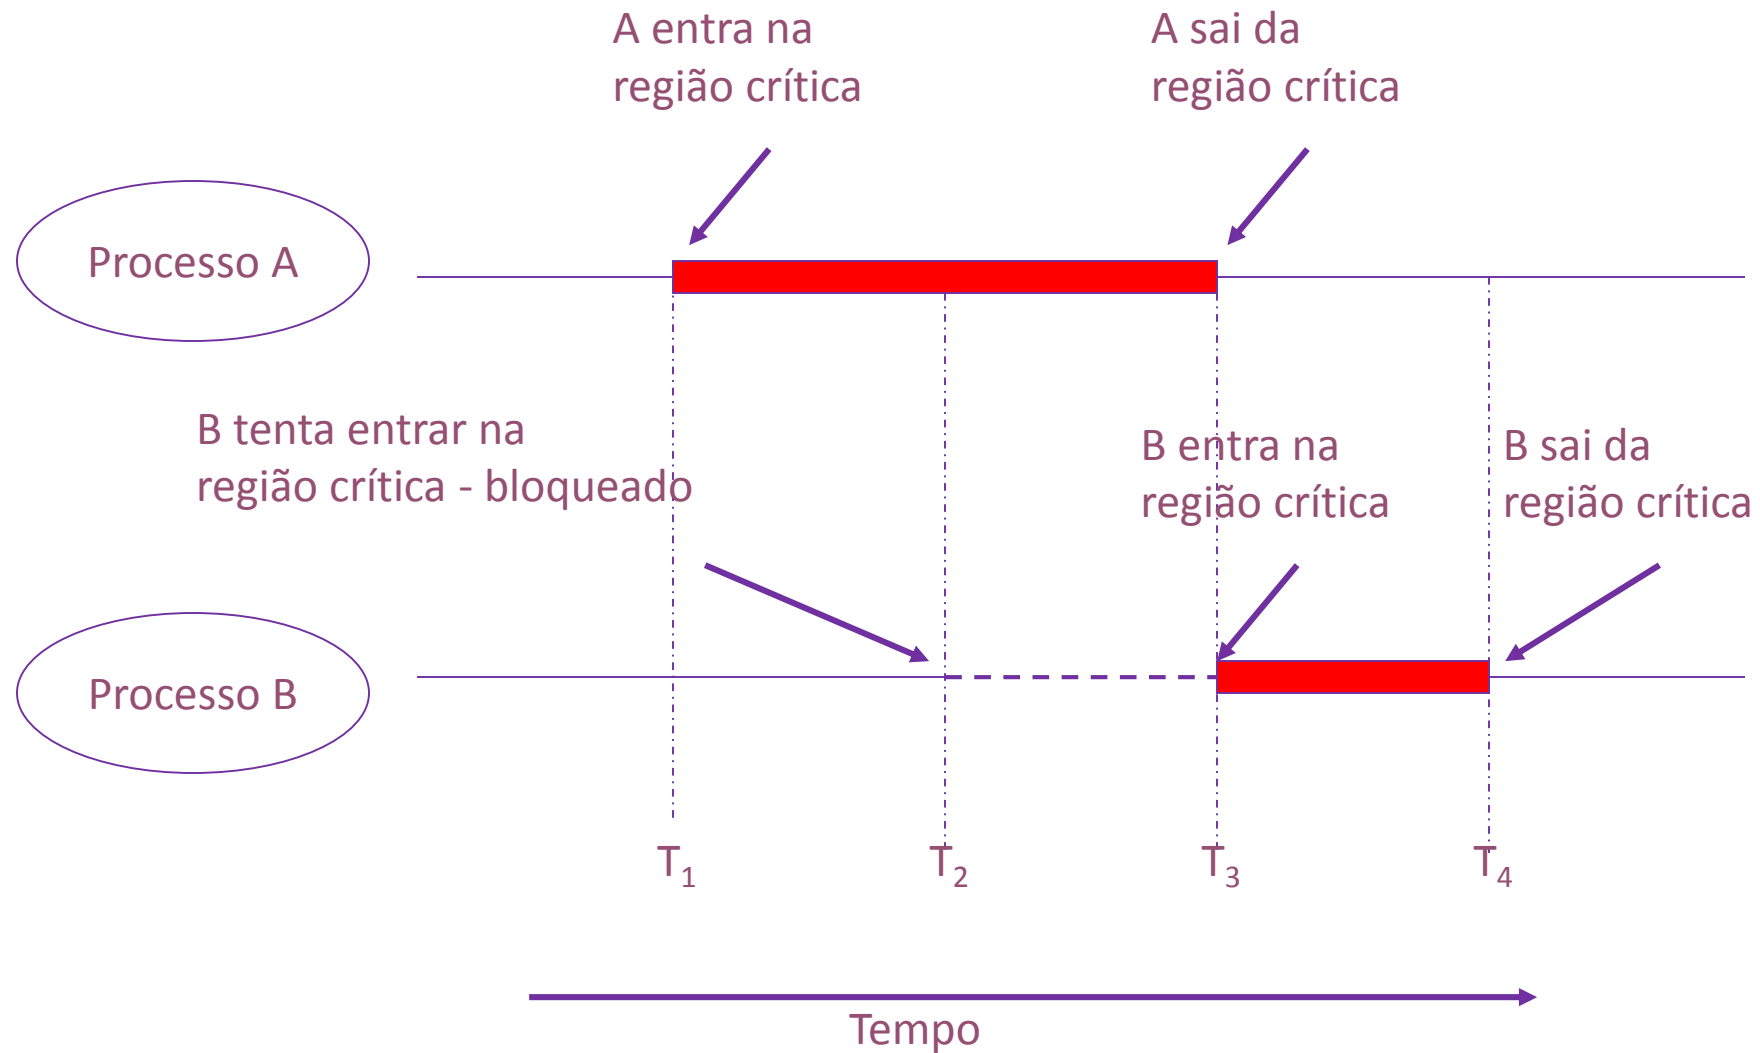 A entra na
região crítica
A sai da
região crítica
Processo A
B tenta entrar na
região crítica - bloqueado
B entra na
região crítica
B sai da
região crítica
Processo B
T1
T2
T3
T4
Tempo